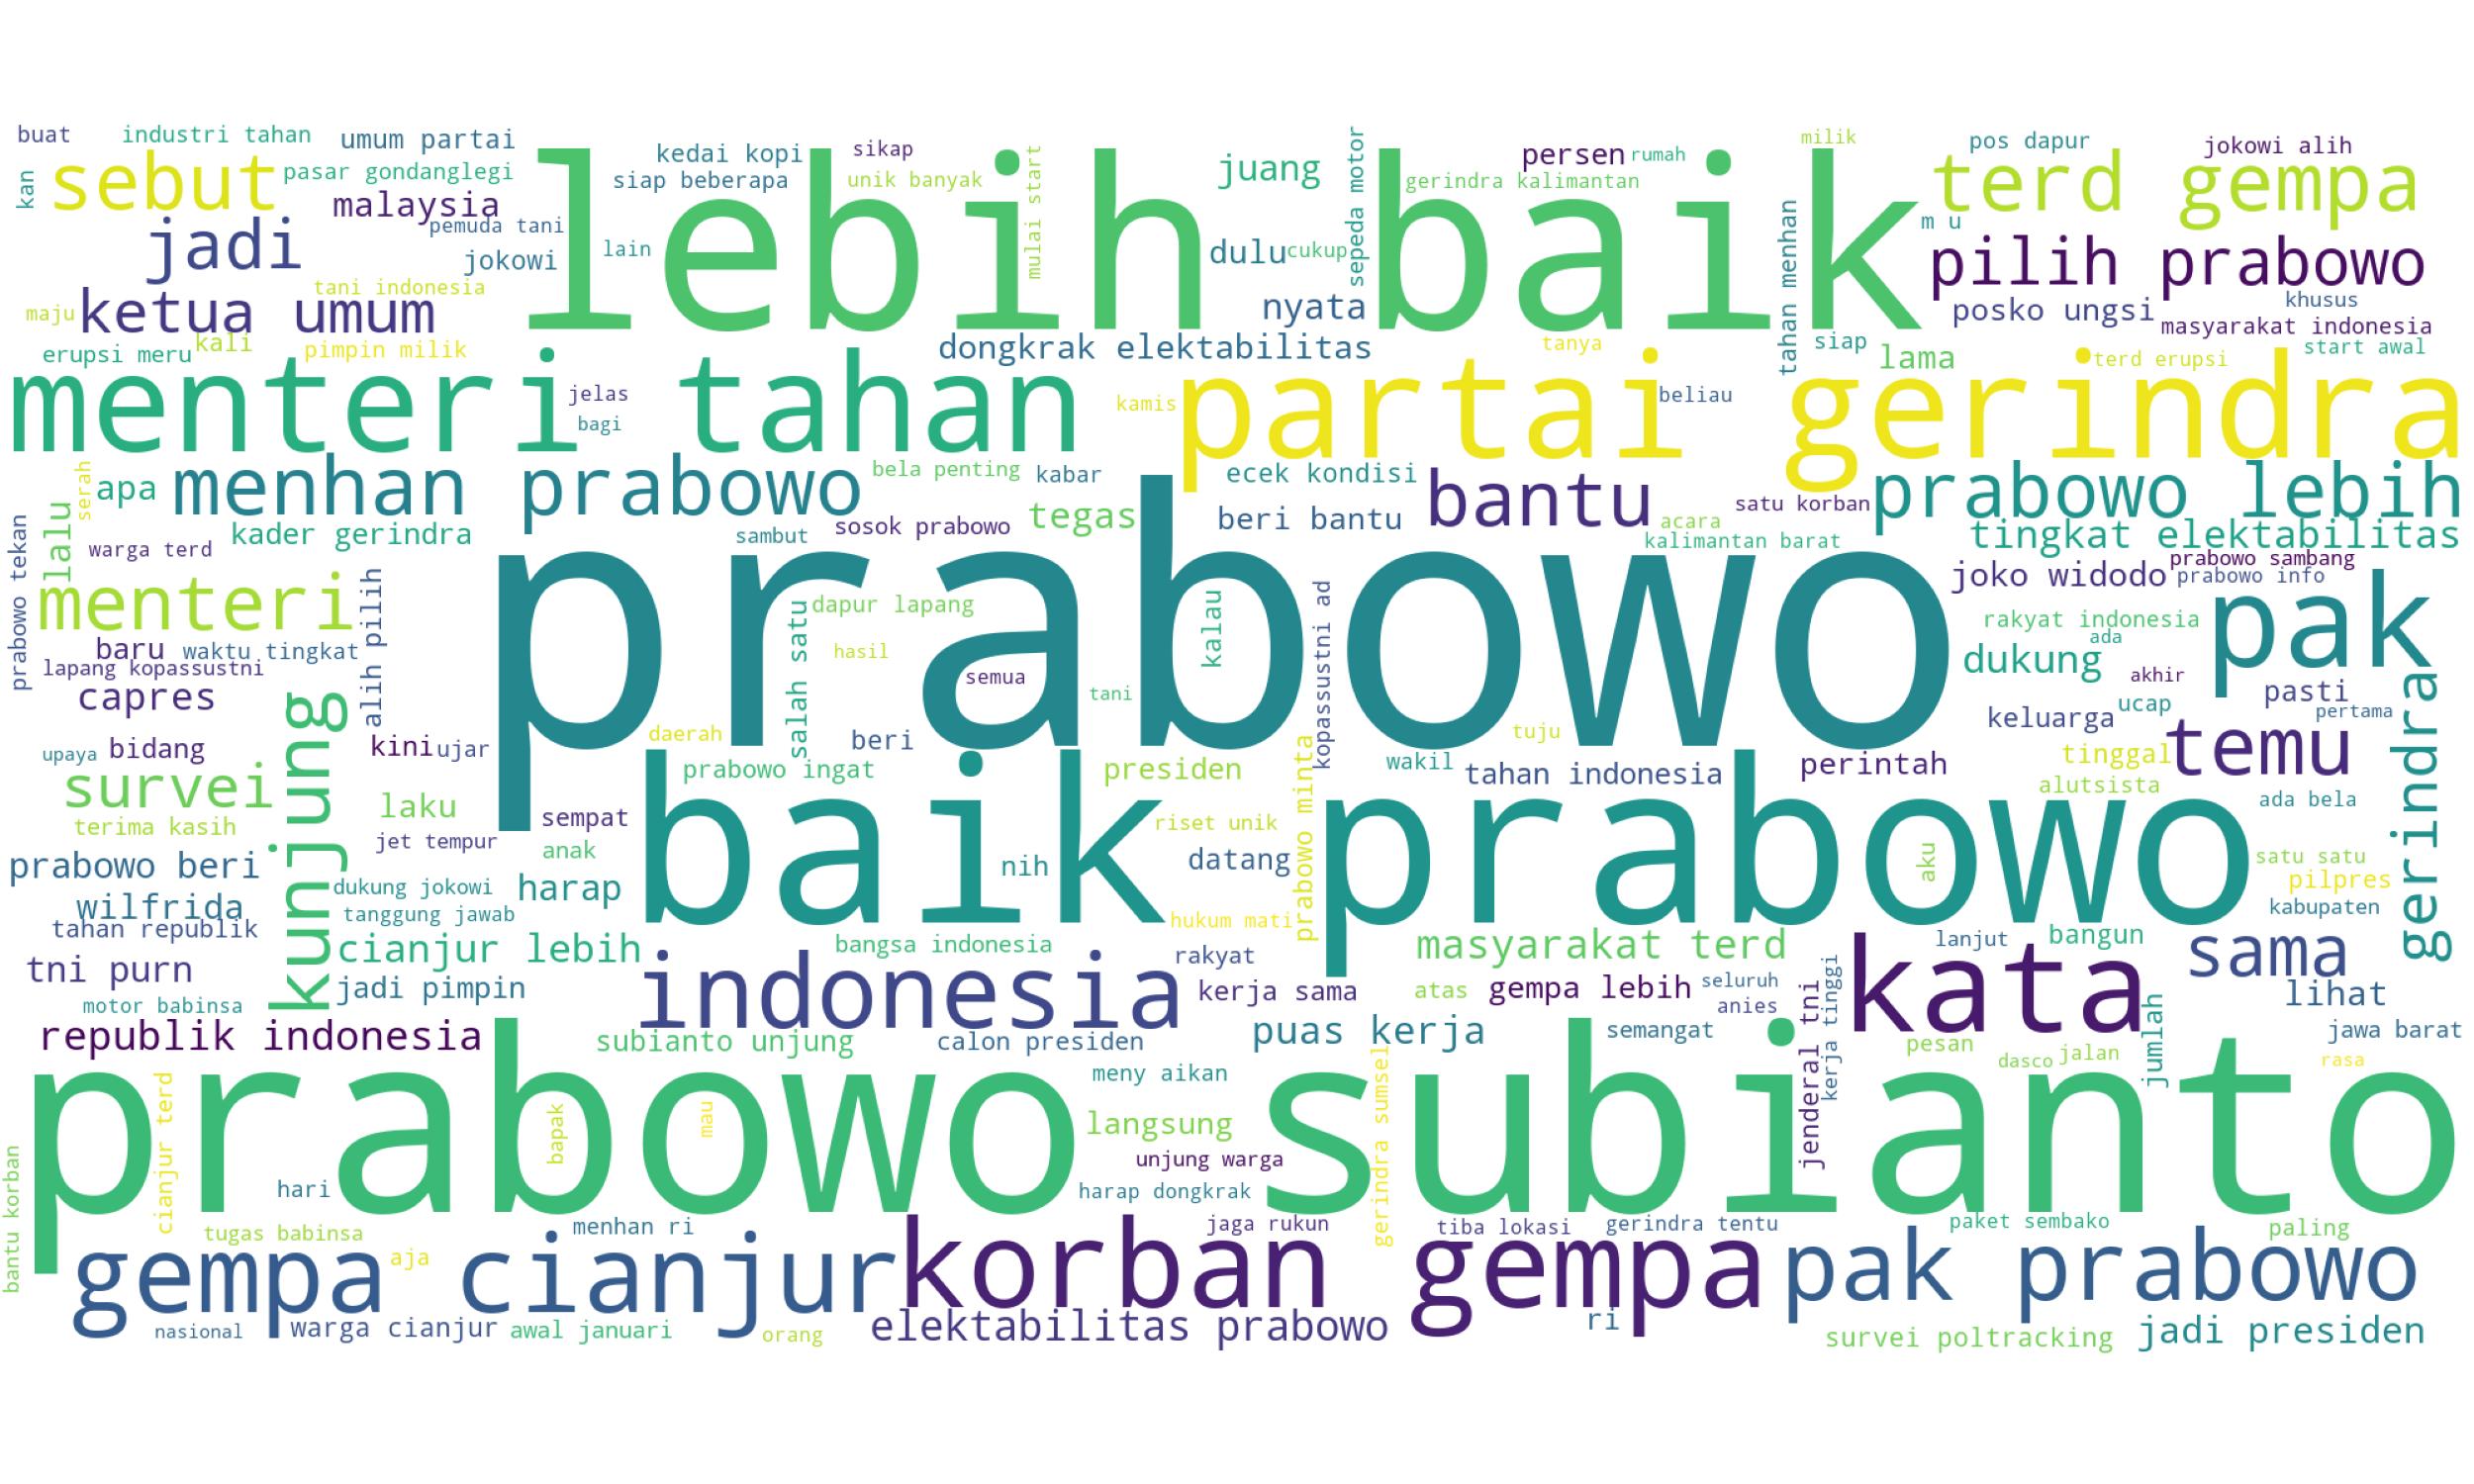 buat industri tahan umum partai kedai kopi sikap persen rumah milik pos dapur jokowi alih
sebut pasar gondanglegi siap beberapa unik banyak juang gerindra kalimantan terd gempa
kan malaysia mulai start sepeda motor
lebih baik
jadi pemuda tani jokowi lain dulu cukup tahan menhan m u pilih prabowo
tani indonesia nyata khusus
maju ketua umum posko ungsi masyarakat indonesia
erupsi meru kali pimpin milik dongkrak elektabilitas tanya siap lama terd erupsi start awal
menteri tahan jelas bagi kamis partai beliau gerindra
serah apa menhan prabowo bela penting kabar ecek kondisi bantu satu korban prabowo lebih
lalu kader gerindra sambut sosok prabowo tegas beri bantu acara kalimantan barat tingkat elektabilitas
prabowo tekan warga terd joko widodo prabowo sambang prabowo info
menteri alih pilih prabowo pak
salah satu dapur lapang kalau kopassustni ad rakyat indonesia ada
baru waktu tingkat hasil dukung akhir
lapang kopassustni semua tani pasti
capres keluarga ucap pertama
upaya bidang kini ujar daerah beri tuju tinggal temu gerindra
survei kunjung prabowo ingat presiden prabowo minta wakil tahan indonesia perintah alutsista
terima kasih laku sempat baik prabowo ada bela
jet tempur anak riset unik
prabowo beri nih datang aku satu satu
wilfrida dukung jokowi harap pilpres
tahan republik tanggung jawab hukum mati kabupaten
cianjur lebih bangsa indonesia rakyat masyarakat terd lanjut bangun sama
tni purn jadi pimpin indonesia kerja sama atas gempa lebih seluruh kerja tinggi kata lihat
motor babinsa anies
republik indonesia subianto unjung calon presiden puas kerja semangat jenderal tni pesan dasco jalan jumlah jawa barat
rasa
prabowo subianto
cianjur terd bapak mau meny aikan
langsung gerindra sumsel
bantu korban hari unjung warga
harap dongkrak
tugas babinsa menhan ri jaga rukun tiba lokasi gerindra tentu paket sembako paling
gempa cianjur aja korban gempa pak prabowo
nasional warga cianjur awal januari orang elektabilitas prabowo ri survei poltracking jadi presiden